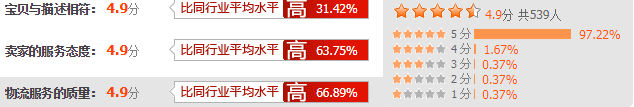 宝贝与描述相符： 4.9分 比同行业平均水平 高 31.42%
卖家的服务态度： 4.9分 比同行业平均水平 高 63.75%
物流服务的质量： 4.9分 比同行业平均水平 高 66.89%
4.9分 共539人
5 分 97.22%
4 分 1.67%
3 分 0.37%
2 分 0.37%
1 分 0.37%